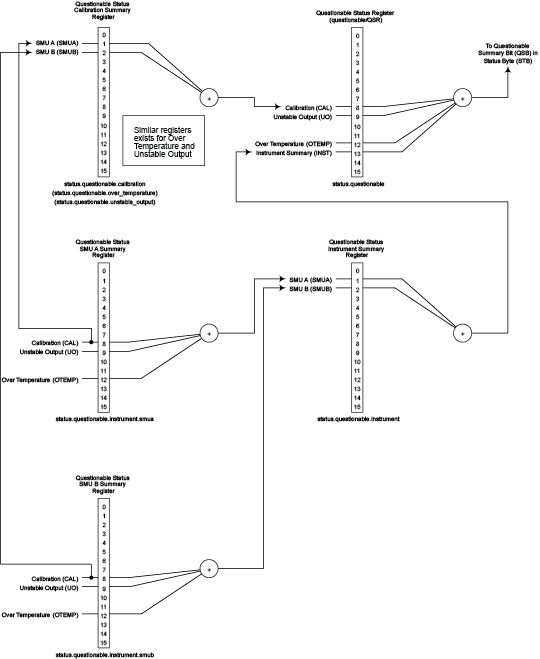 Questionable Status
Calibration Summary
Register
SMU A (SMUA)
SMU B (SMUB)
0
1
2
3
4
5
6
7
8
9
10
11
12
13
14
15
+
Similar registers
exists for Over
Temperature and
Unstable Output
status.questionable.calibration
(status.questionable.over_temperature)
(status.questionable.unstable_output)
Questionable Status Register
(questionable/QSR)
0
1
2
3
4
5
6
7
8
9
10
11
12
13
14
15
Calibration (CAL)
Unstable Output (UO)
Over Temperature (OTEMP)
Instrument Summary (INST)
+
To Questionable
Summary Bit (QSB) in
Status Byte (STB)
status.questionable
Questionable Status
SMU A Summary
Register
0
1
2
3
4
5
6
7
8
9
10
11
12
13
14
15
Calibration (CAL)
Unstable Output (UO)
Over Temperature (OTEMP)
+
status.questionable.instrument.smua
Questionable Status
Instrument Summary
Register
SMU A (SMUA)
SMU B (SMUB)
0
1
2
3
4
5
6
7
8
9
10
11
12
13
14
15
+
status.questionable.instrument
Questionable Status
SMU B Summary
Register
0
1
2
3
4
5
6
7
8
9
10
11
12
13
14
15
Calibration (CAL)
Unstable Output (UO)
Over Temperature (OTEMP)
+
status.questionable.instrument.smub